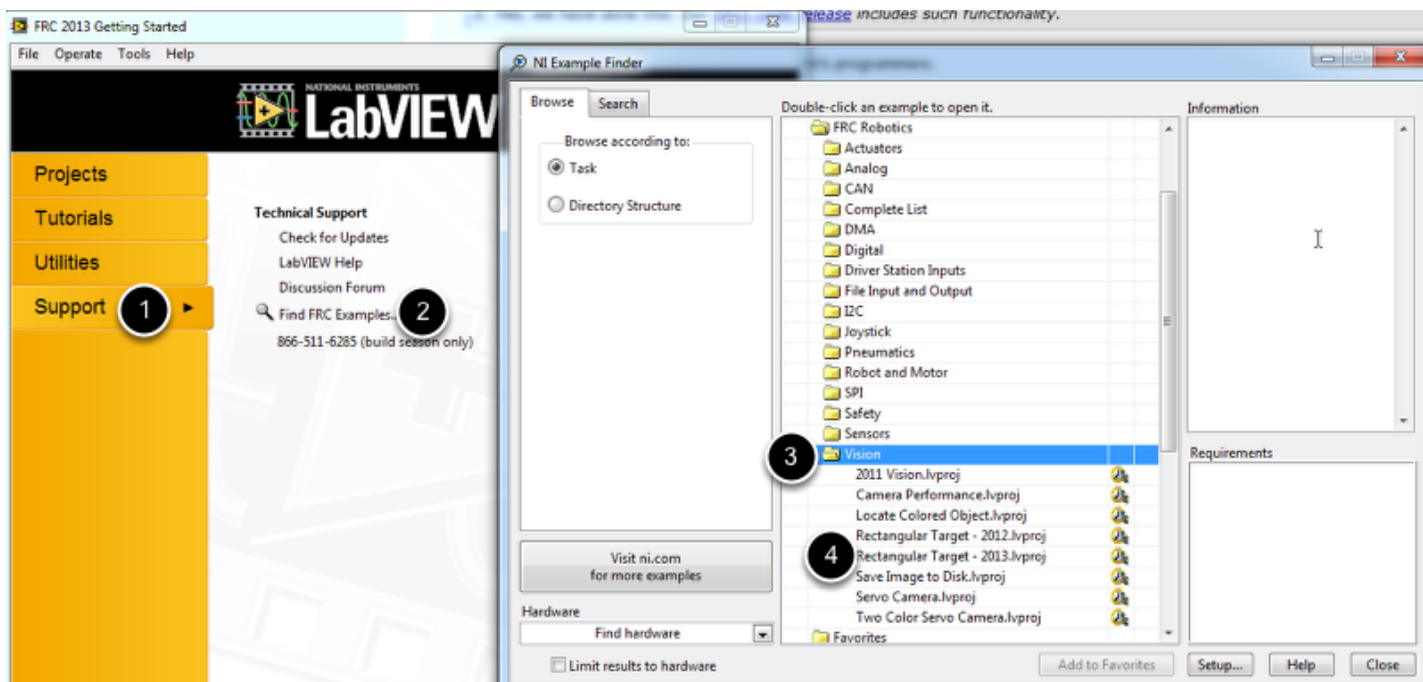 release includes such functionality.
FRC 2013 Getting Started
File Operate Tools Help
NATIONAL INSTRUMENTS
LabVIEW
Projects
Tutorials
Utilities
Support 1
Technical Support
Check for Updates
LabVIEW Help
Discussion Forum
Find FRC Examples... 2
866-511-6285 (build season only)
NI Example Finder
programmers.
Browse Search
Browse according to:
Task
Directory Structure
Visit ni.com
for more examples
Hardware
Find hardware
Limit results to hardware
Double-click an example to open it.
FRC Robotics
Actuators
Analog
CAN
Complete List
DMA
Digital
Driver Station Inputs
File Input and Output
I2C
Joystick
Pneumatics
Robot and Motor
SPI
Safety
Sensors
3 Vision
2011 Vision.lvproj
Camera Performance.lvproj
Locate Colored Object.lvproj
Rectangular Target - 2012.lvproj
4 Rectangular Target - 2013.lvproj
Save Image to Disk.lvproj
Servo Camera.lvproj
Two Color Servo Camera.lvproj
Favorites
Information
Requirements
Add to Favorites Setup... Help Close